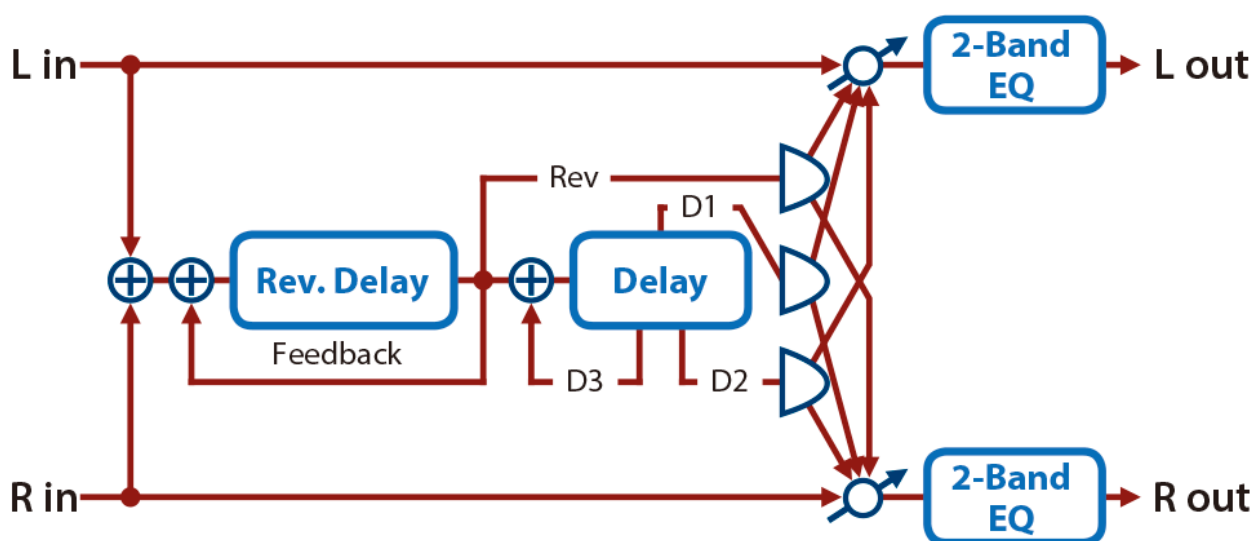 L in
2-Band
EQ
L out
Rev
D1
Rev. Delay
Delay
Feedback
D3
D2
R in
2-Band
EQ
R out